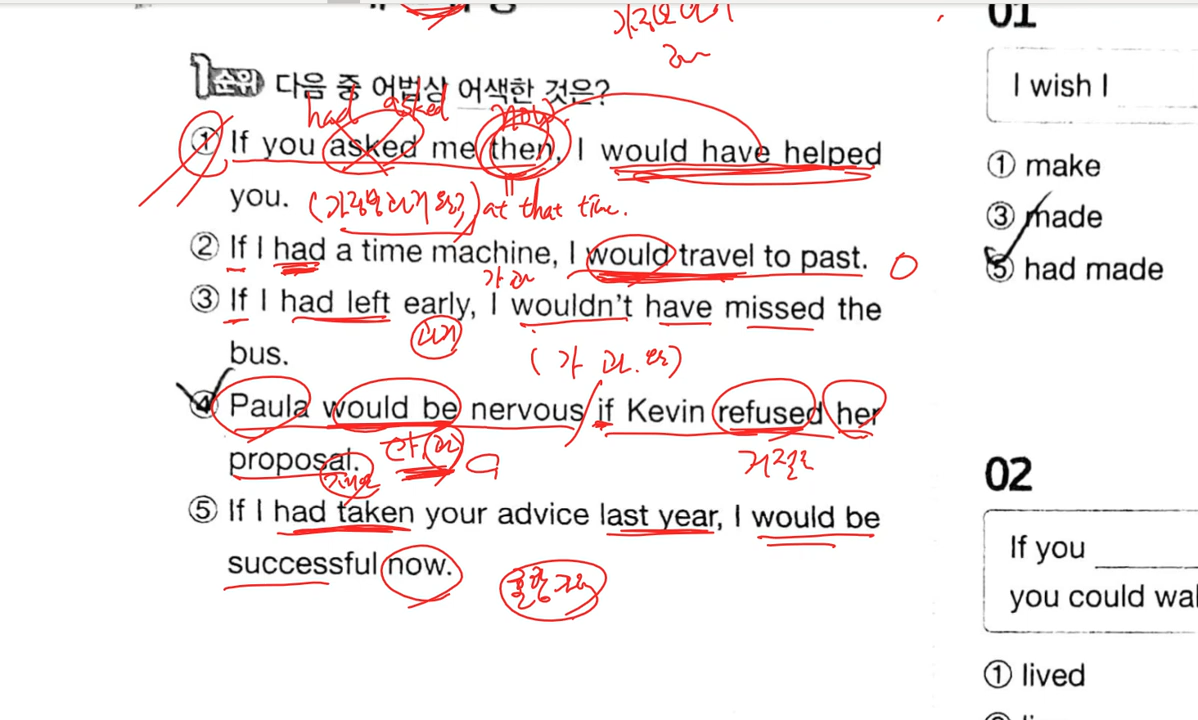 1순위 다음 중 어법상 어색한 것은?
had asked now
① If you asked me then, I would have helped
you. at that time.
② If I had a time machine, I would travel to past.
③ If I had left early, I wouldn't have missed the
bus.
④ Paula would be nervous if Kevin refused her
proposal.
거절
⑤ If I had taken your advice last year, I would be
successful now.
01
I wish I
① make
③ made
⑤ had made
02
If you
you could wal
① lived